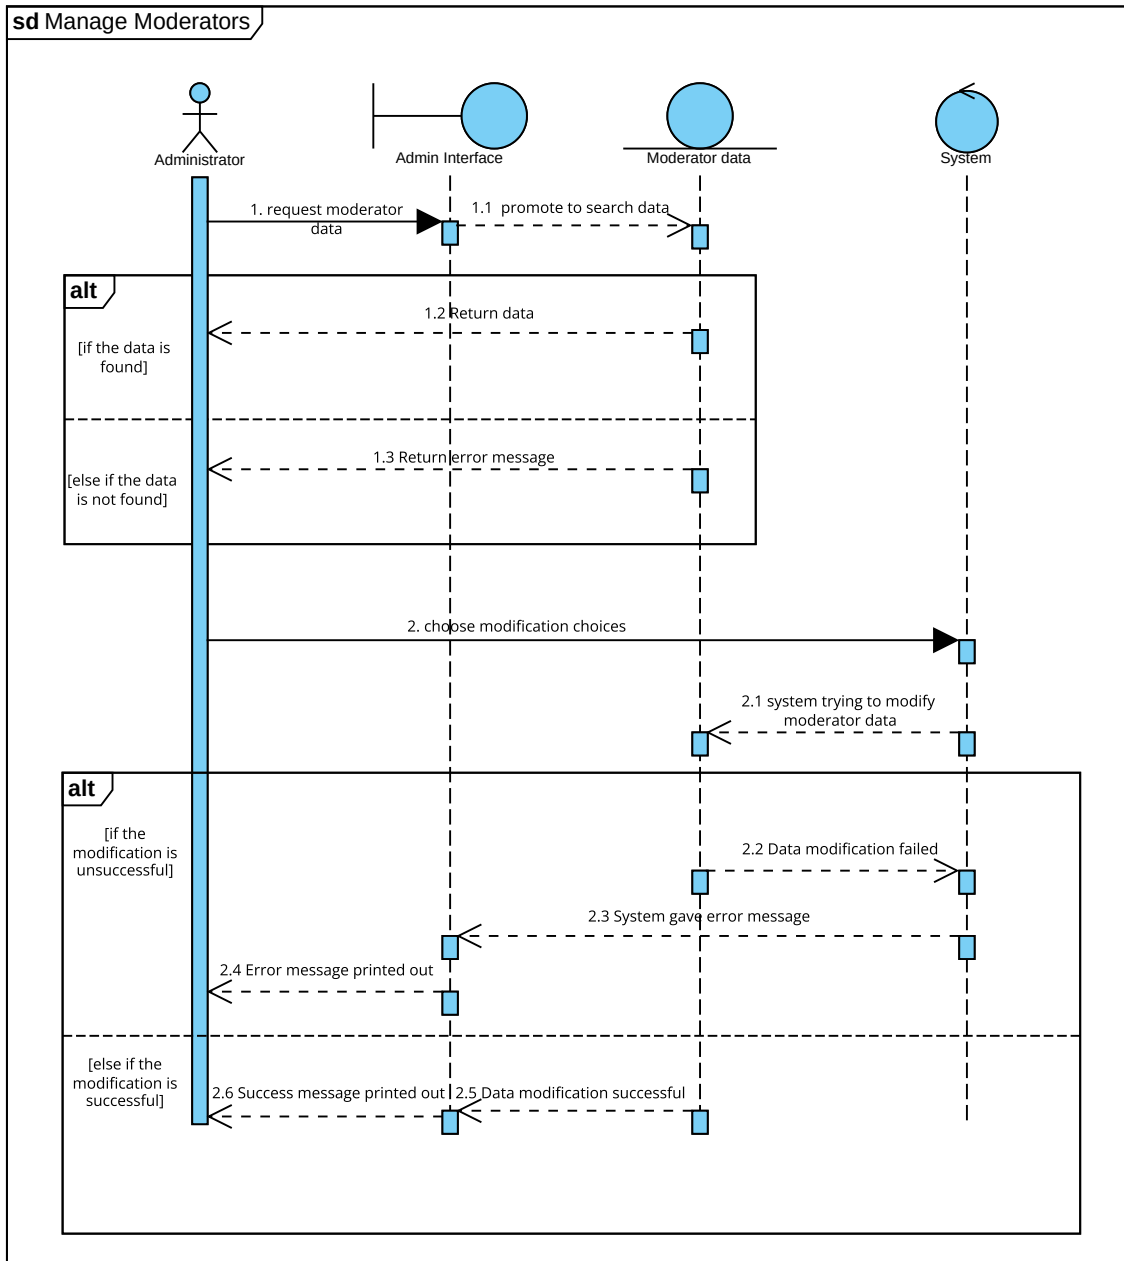 sd Manage Moderators
Administrator
Admin Interface
Moderator data
System
1. request moderator
data
1.1  promote to search data
alt
1.2 Return data
[if the data is
found]
1.3 Return error message
[else if the data
is not found]
2. choose modification choices
2.1 system trying to modify
moderator data
alt
[if the
modification is
unsuccessful]
2.2 Data modification failed
2.3 System gave error message
2.4 Error message printed out
[else if the
modification is
successful]
2.6 Success message printed out
2.5 Data modification successful